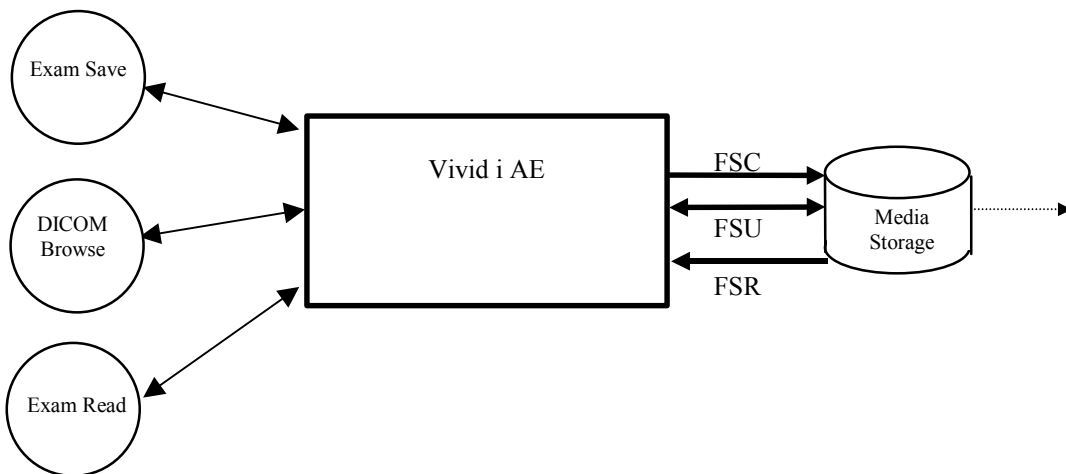 Exam Save
DICOM
Browse
Exam Read
Vivid i AE
FSC
FSU
FSR
Media
Storage